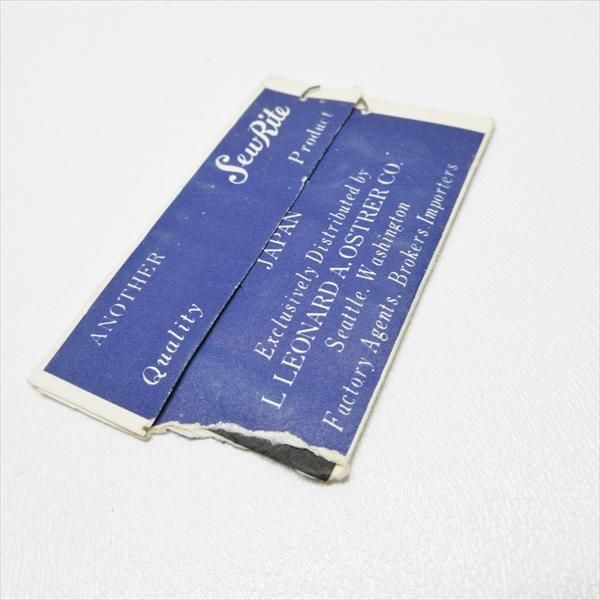 ANOTHER SewRite
Quality JAPAN Product
Exclusively Distributed by
L LEONARD A. OSTRER CO.
Seattle, Washington
Factory Agents, Brokers Importers